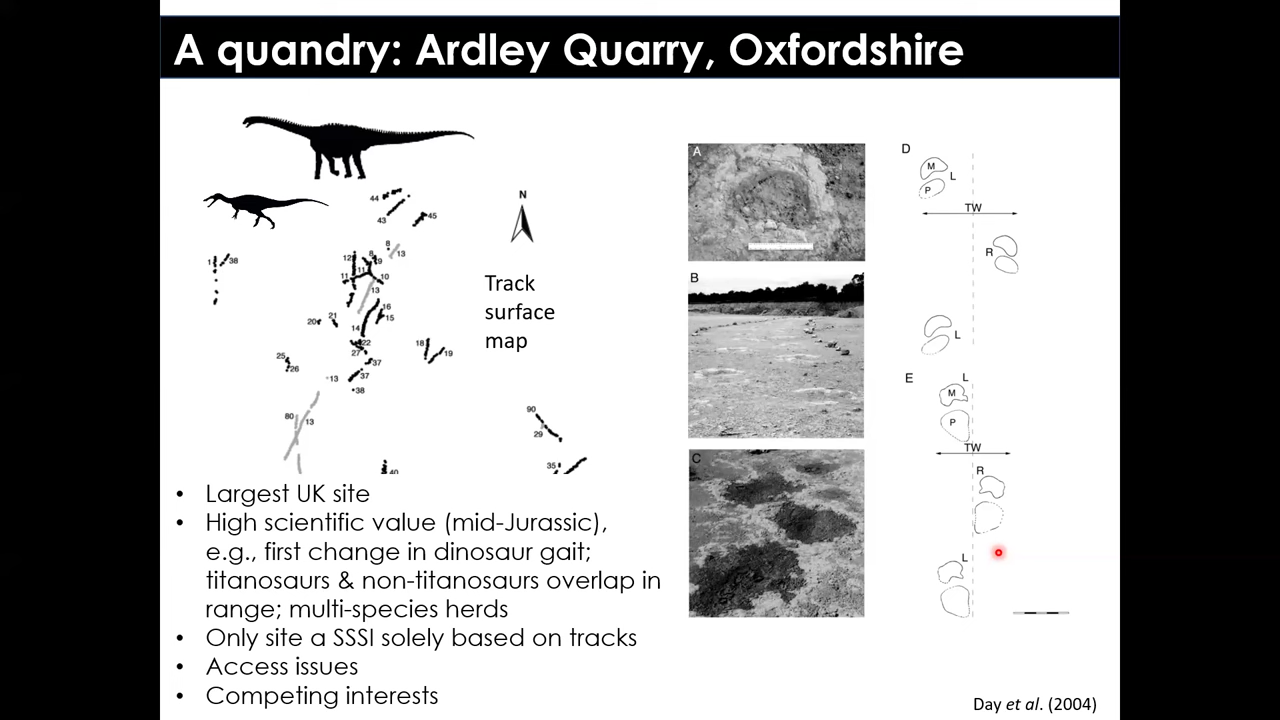 A quandry: Ardley Quarry, Oxfordshire
N
44
43
45
8
13
1
38
12
8
9
11
11
10
13
16
15
14
20
21
22
27
37
18
19
25
26
13
37
38
80
13
90
29
35
40
Track
surface
map
A
B
C
D
M
L
P
TW
R
L
E
L
M
P
TW
R
L
• Largest UK site
• High scientific value (mid-Jurassic),
e.g., first change in dinosaur gait;
titanosaurs & non-titanosaurs overlap in
range; multi-species herds
• Only site a SSSI solely based on tracks
• Access issues
• Competing interests
Day et al. (2004)